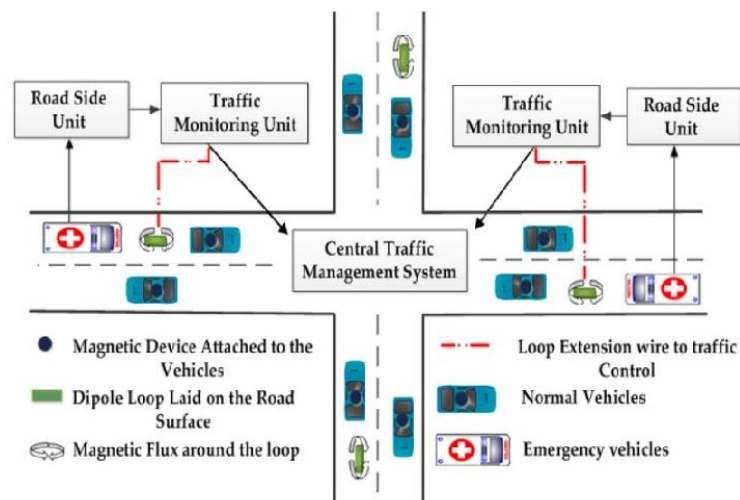 Road Side
Unit
Traffic
Monitoring Unit
Traffic
Monitoring Unit
Road Side
Unit
Central Traffic
Management System
Magnetic Device Attached to the
Vehicles
Dipole Loop Laid on the Road
Surface
Magnetic Flux around the loop
Loop Extension wire to traffic
Control
Normal Vehicles
Emergency vehicles